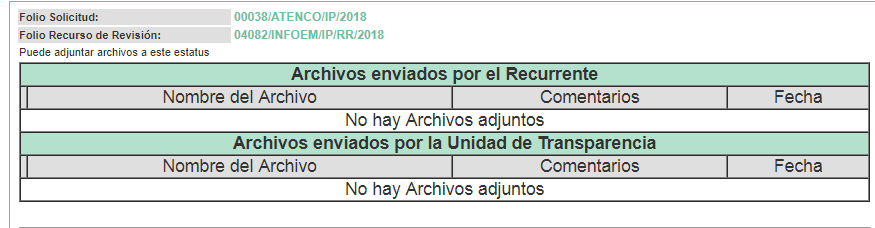 Folio Solicitud: 00038/ATENCO/IP/2018
Folio Recurso de Revisión: 04082/INFOEM/IP/RR/2018
Puede adjuntar archivos a este estatus
Archivos enviados por el Recurrente
Nombre del Archivo Comentarios Fecha
No hay Archivos adjuntos
Archivos enviados por la Unidad de Transparencia
Nombre del Archivo Comentarios Fecha
No hay Archivos adjuntos